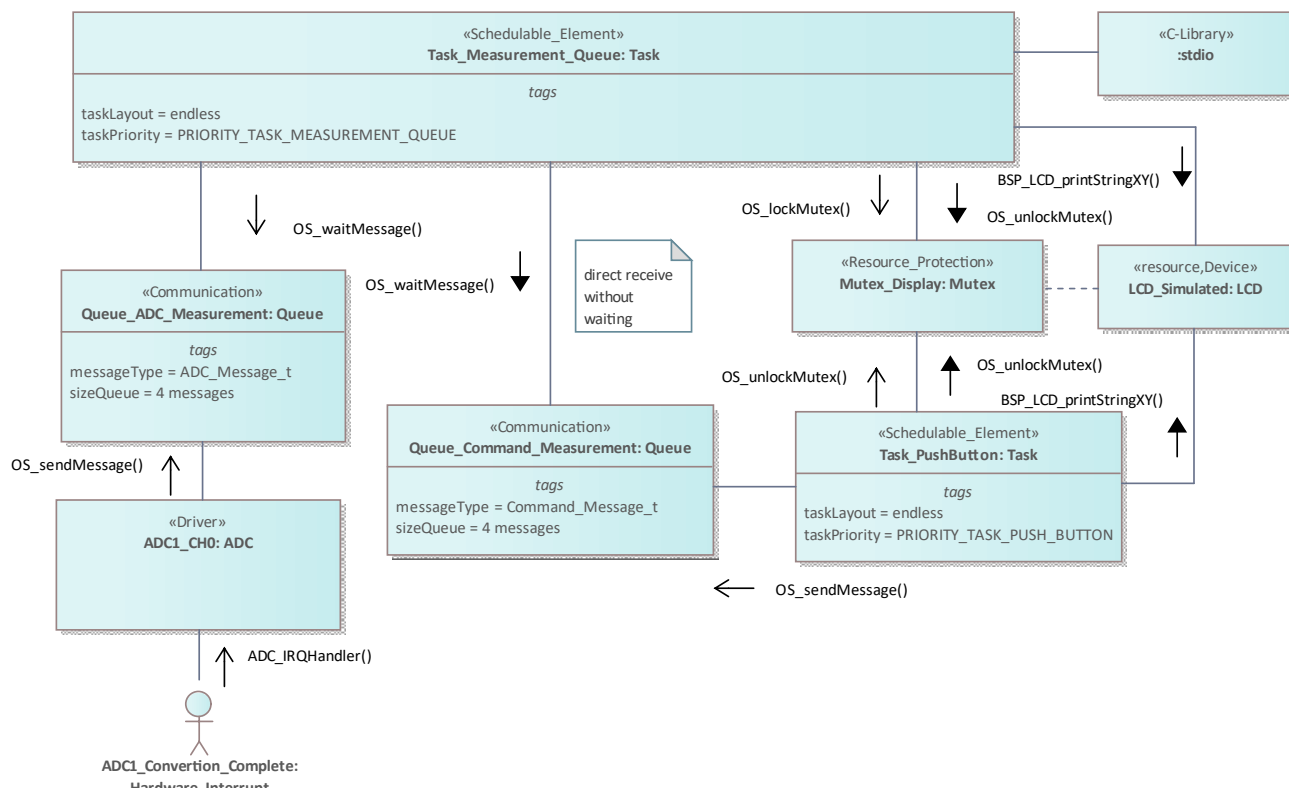 «Schedulable_Element»
Task_Measurement_Queue: Task
tags
taskLayout = endless
taskPriority = PRIORITY_TASK_MEASUREMENT_QUEUE
«C-Library»
:stdio
OS_waitMessage()
OS_waitMessage()
direct receive
without
waiting
OS_lockMutex()
BSP_LCD_printStringXY()
OS_unlockMutex()
«Communication»
Queue_ADC_Measurement: Queue
tags
messageType = ADC_Message_t
sizeQueue = 4 messages
«Resource_Protection»
Mutex_Display: Mutex
«resource,Device»
LCD_Simulated: LCD
OS_unlockMutex()
OS_unlockMutex()
BSP_LCD_printStringXY()
«Communication»
Queue_Command_Measurement: Queue
tags
messageType = Command_Message_t
sizeQueue = 4 messages
«Schedulable_Element»
Task_PushButton: Task
tags
taskLayout = endless
taskPriority = PRIORITY_TASK_PUSH_BUTTON
OS_sendMessage()
OS_sendMessage()
«Driver»
ADC1_CH0: ADC
ADC_IRQHandler()
ADC1_Convertion_Complete:
Hardware_Interrupt